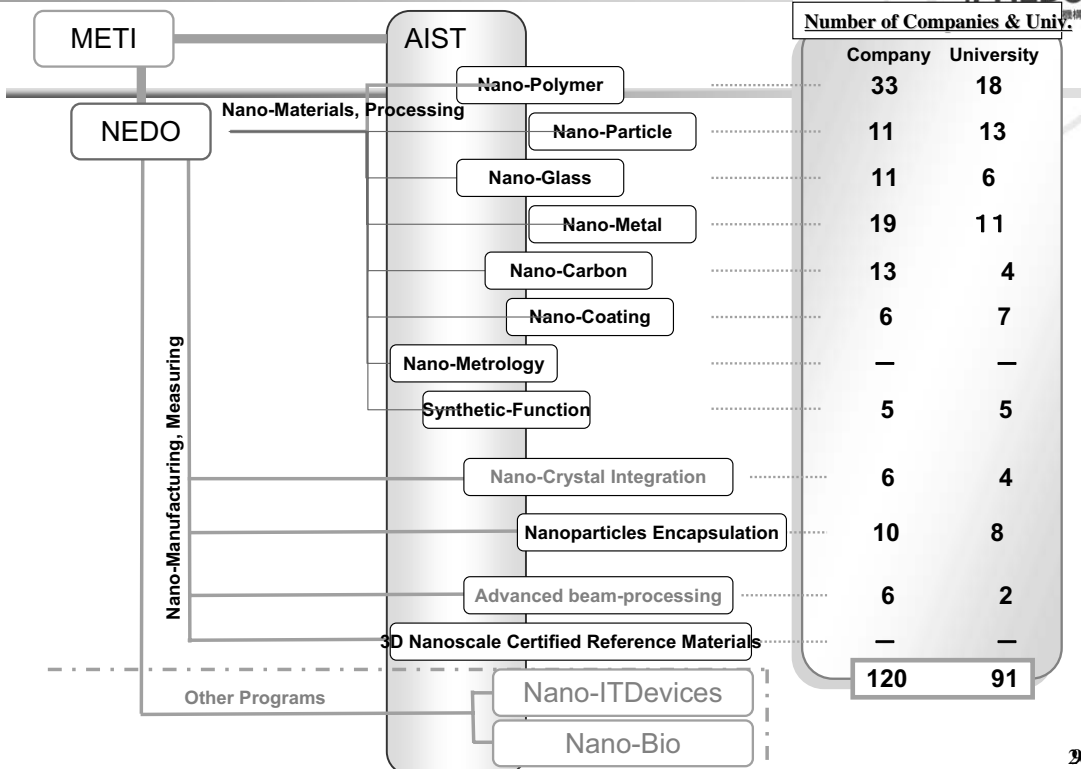 Number of Companies & Univ.
機構
METI
AIST
Company University
Nano-Polymer 33 18
Nano-Materials, Processing
NEDO
Nano-Particle 11 13
Nano-Glass 11 6
Nano-Metal 19 11
Nano-Carbon 13 4
Nano-Coating 6 7
Nano-Metrology — —
Synthetic-Function 5 5
Nano-Manufacturing, Measuring
Nano-Crystal Integration 6 4
Nanoparticles Encapsulation 10 8
Advanced beam-processing 6 2
3D Nanoscale Certified Reference Materials — —
120 91
Other Programs
Nano-ITDevices
Nano-Bio